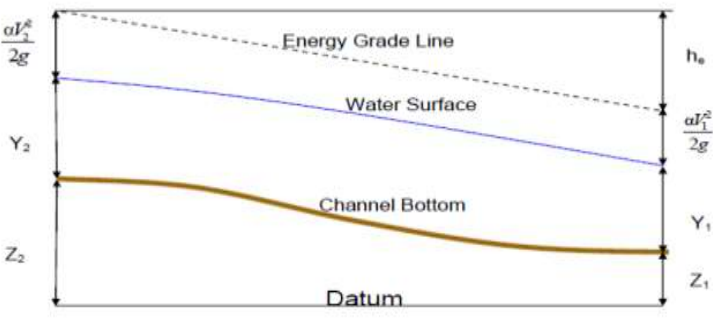 αV₂²/2g
Energy Grade Line
hₑ
Water Surface
αV₁²/2g
Y₂
Channel Bottom
Y₁
Z₂
Z₁
Datum